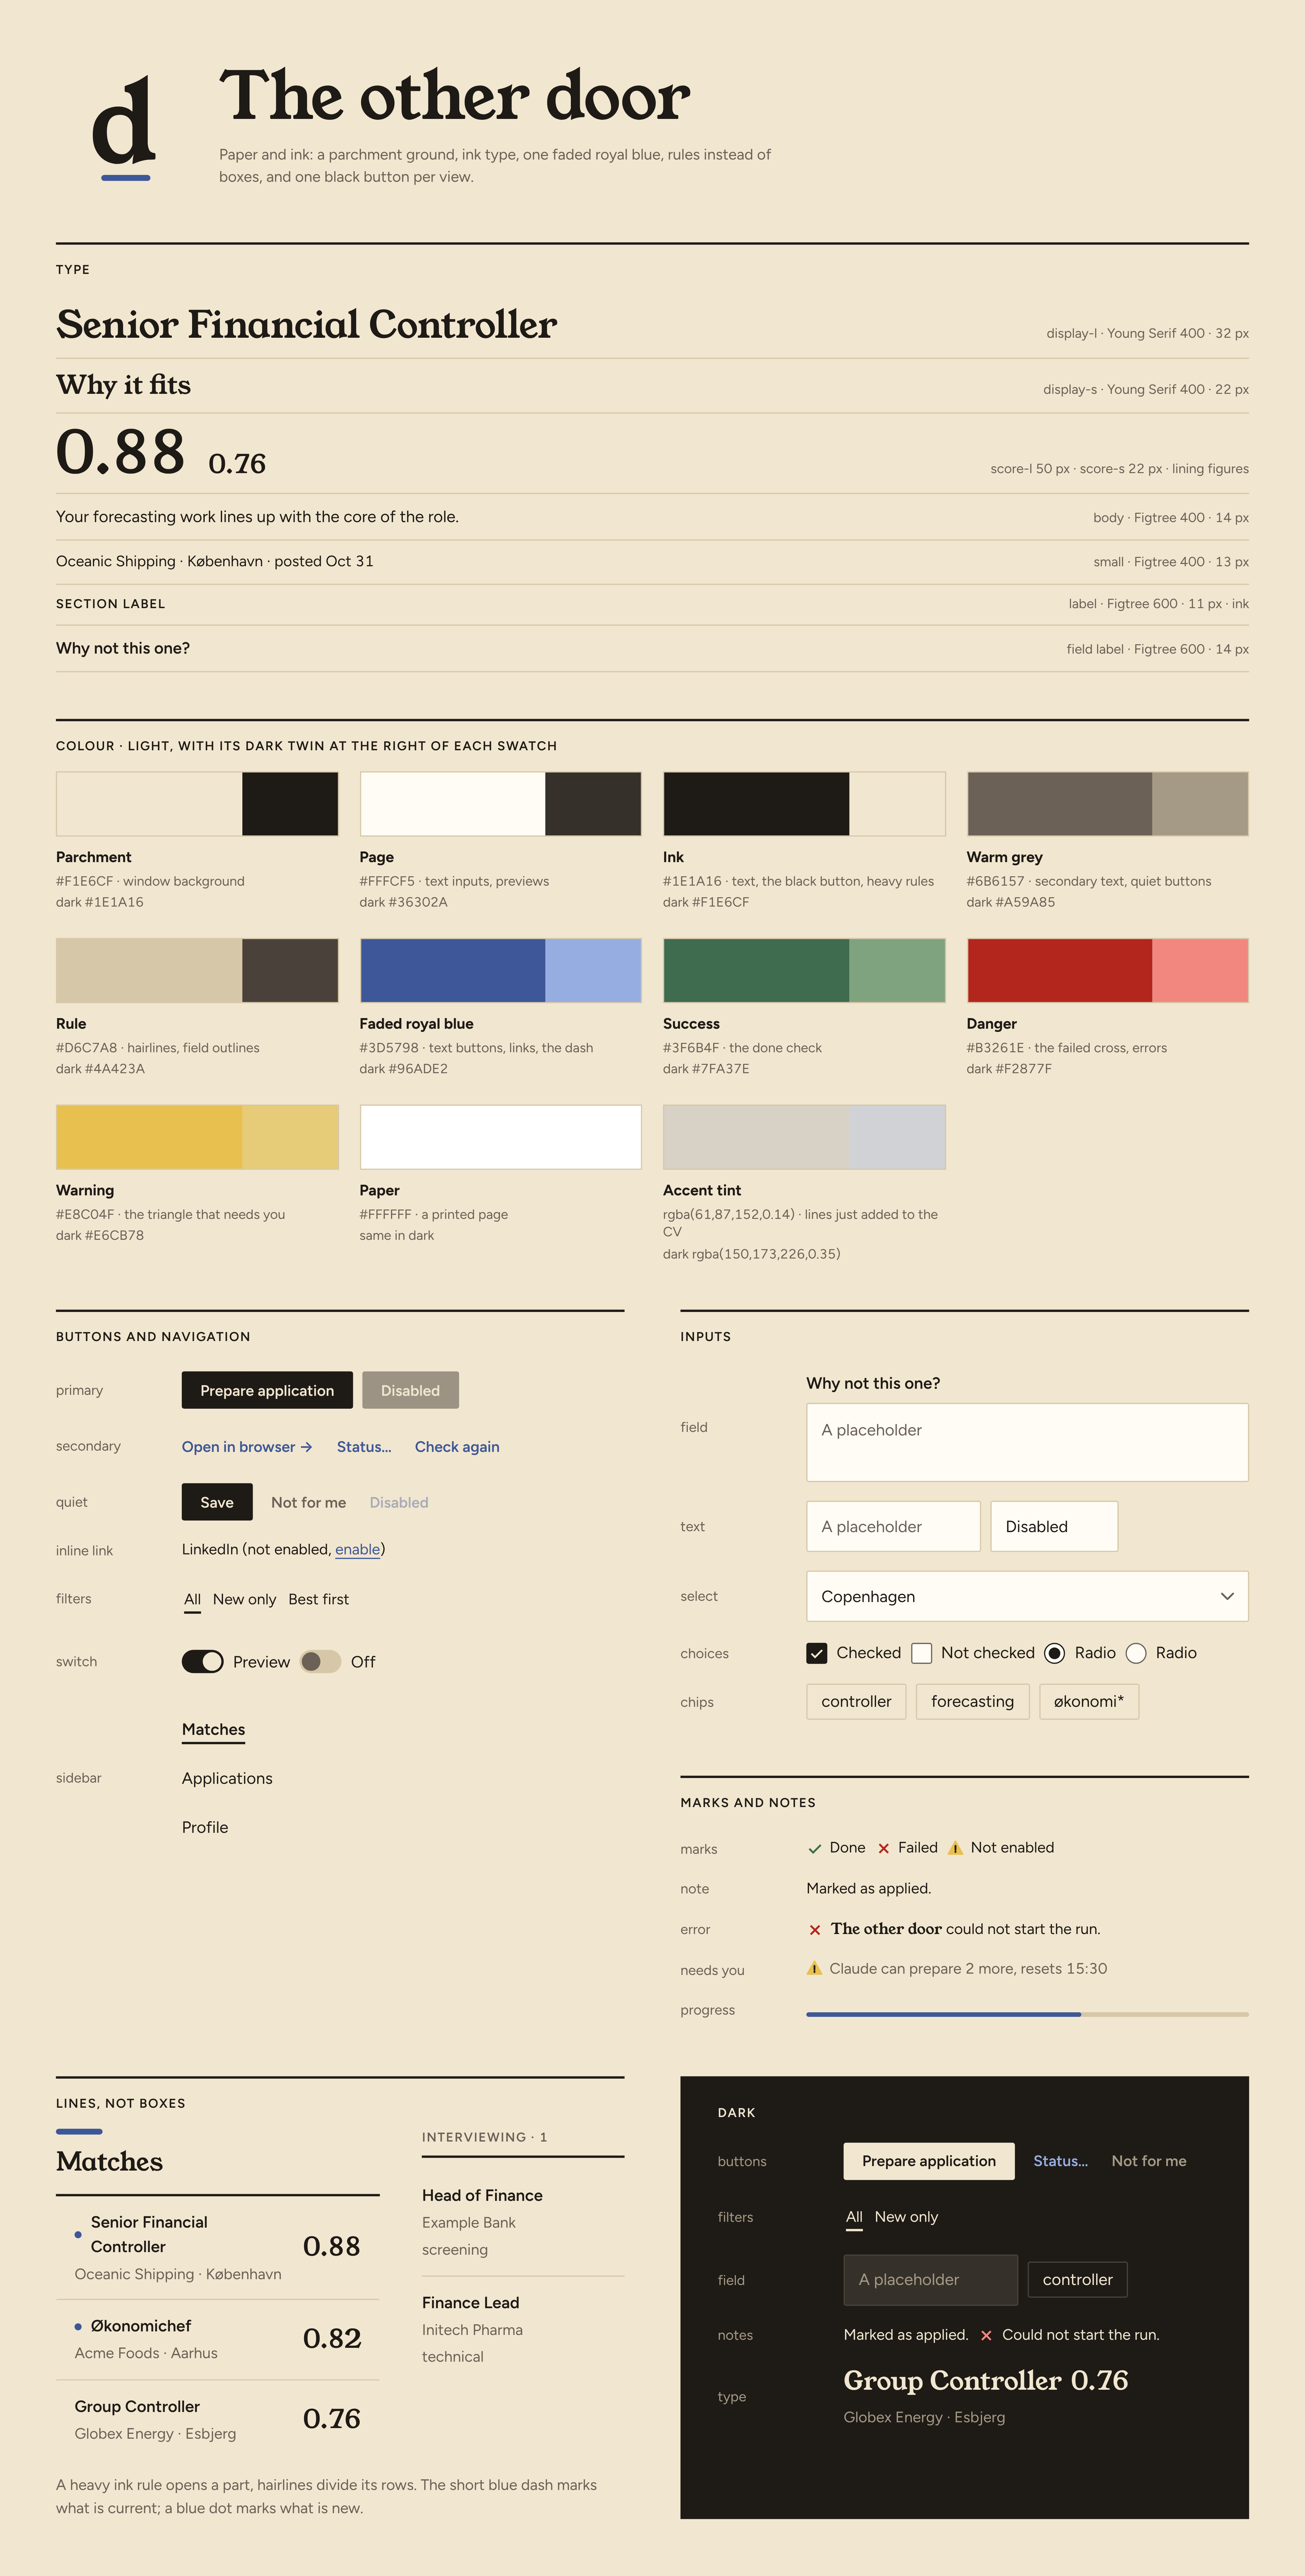 d
The other door
Paper and ink: a parchment ground, ink type, one faded royal blue, rules instead of
boxes, and one black button per view.
TYPE
Senior Financial Controller
display-l · Young Serif 400 · 32 px
Why it fits
display-s · Young Serif 400 · 22 px
0.88 0.76
score-l 50 px · score-s 22 px · lining figures
Your forecasting work lines up with the core of the role.
body · Figtree 400 · 14 px
Oceanic Shipping · København · posted Oct 31
small · Figtree 400 · 13 px
SECTION LABEL
label · Figtree 600 · 11 px · ink
Why not this one?
field label · Figtree 600 · 14 px
COLOUR · LIGHT, WITH ITS DARK TWIN AT THE RIGHT OF EACH SWATCH
Parchment
#F1E6CF · window background
dark #1E1A16
Page
#FFFCF5 · text inputs, previews
dark #36302A
Ink
#1E1A16 · text, the black button, heavy rules
dark #F1E6CF
Warm grey
#6B6157 · secondary text, quiet buttons
dark #A59A85
Rule
#D6C7A8 · hairlines, field outlines
dark #4A423A
Faded royal blue
#3D5798 · text buttons, links, the dash
dark #96ADE2
Success
#3F6B4F · the done check
dark #7FA37E
Danger
#B3261E · the failed cross, errors
dark #F2877F
Warning
#E8C04F · the triangle that needs you
dark #E6CB78
Paper
#FFFFFF · a printed page
same in dark
Accent tint
rgba(61,87,152,0.14) · lines just added to the
CV
dark rgba(150,173,226,0.35)
BUTTONS AND NAVIGATION
primary
Prepare application
Disabled
secondary
Open in browser →
Status…
Check again
quiet
Save
Not for me
Disabled
inline link
LinkedIn (not enabled, enable)
filters
All
New only
Best first
switch
Preview
Off
sidebar
Matches
Applications
Profile
INPUTS
Why not this one?
field
A placeholder
text
A placeholder
Disabled
select
Copenhagen
choices
Checked
Not checked
Radio
Radio
chips
controller
forecasting
økonomi*
MARKS AND NOTES
marks
Done
Failed
Not enabled
note
Marked as applied.
error
The other door could not start the run.
needs you
Claude can prepare 2 more, resets 15:30
progress
LINES, NOT BOXES
Matches
Senior Financial
Controller
Oceanic Shipping · København
0.88
Økonomichef
Acme Foods · Aarhus
0.82
Group Controller
Globex Energy · Esbjerg
0.76
INTERVIEWING · 1
Head of Finance
Example Bank
screening
Finance Lead
Initech Pharma
technical
A heavy ink rule opens a part, hairlines divide its rows. The short blue dash marks
what is current; a blue dot marks what is new.
DARK
buttons
Prepare application
Status…
Not for me
filters
All
New only
field
A placeholder
controller
notes
Marked as applied.
Could not start the run.
type
Group Controller 0.76
Globex Energy · Esbjerg